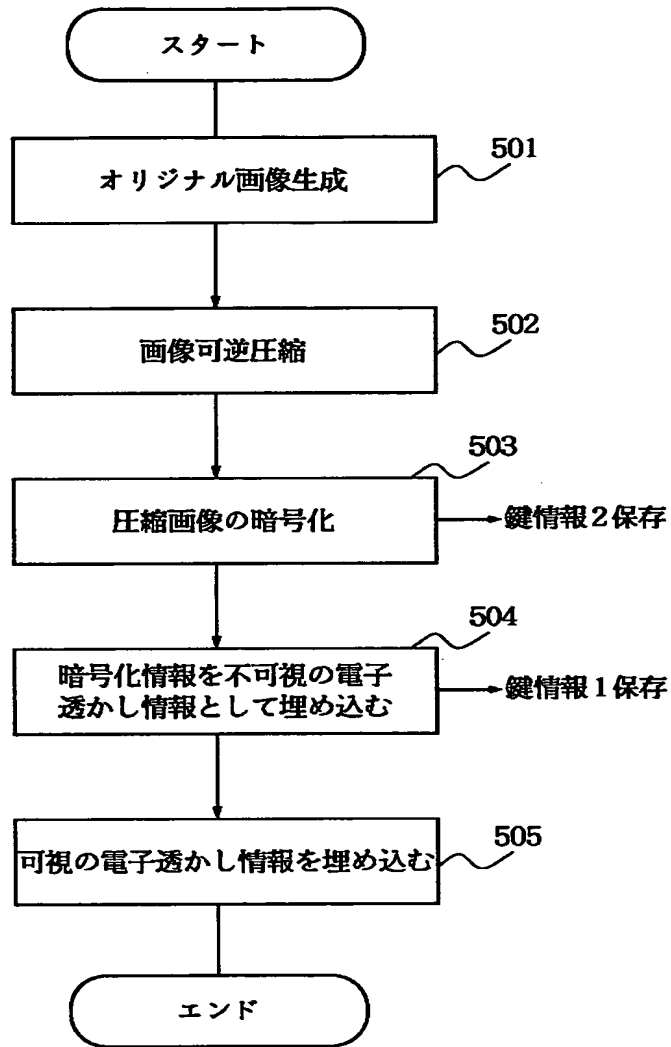 スタート
501
オリジナル画像生成
502
画像可逆圧縮
503
圧縮画像の暗号化
鍵情報2保存
504
暗号化情報を不可視の電子
透かし情報として埋め込む
鍵情報1保存
505
可視の電子透かし情報を埋め込む
エンド